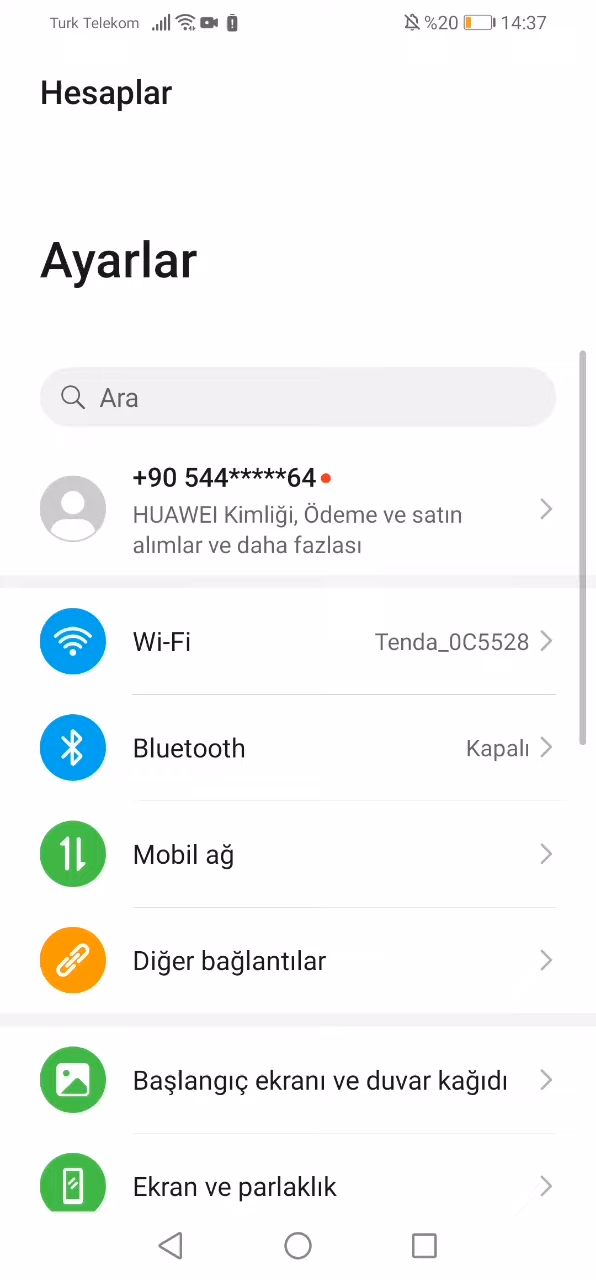 Turk Telekom %20 14:37
Hesaplar
Ayarlar
Ara
+90 544*****64
HUAWEI Kimliği, Ödeme ve satın
alımlar ve daha fazlası
Wi-Fi Tenda_0C5528
Bluetooth Kapalı
Mobil ağ
Diğer bağlantılar
Başlangıç ekranı ve duvar kağıdı
Ekran ve parlaklık